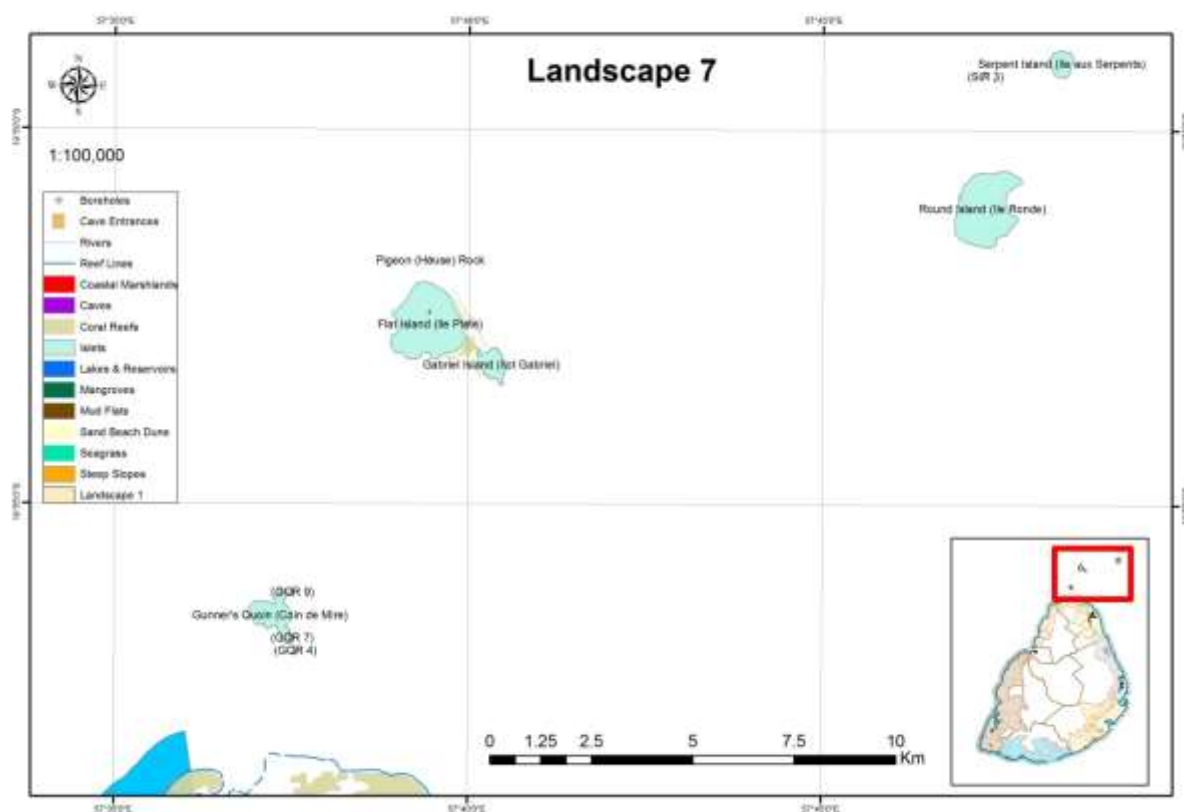 Landscape 7
N
W
E
S
1:100,000
Boreholes
Cave Entrances
Rivers
Reef Lines
Coastal Marshlands
Caves
Coral Reefs
Islets
Lakes & Reservoirs
Mangroves
Mud Flats
Sand Beach Dune
Seagrass
Steep Slopes
Landscape 1
Serpent Island (Ile aux Serpents)
(SIR 3)
Round Island (Ile Ronde)
Pigeon (House) Rock
Flat Island (Ile Plate)
Gabriel Island (Ilot Gabriel)
(GQR 9)
Gunner's Quoin (Coin de Mire)
(GQR 7)
(GQR 4)
0 1.25 2.5 5 7.5 10
Km